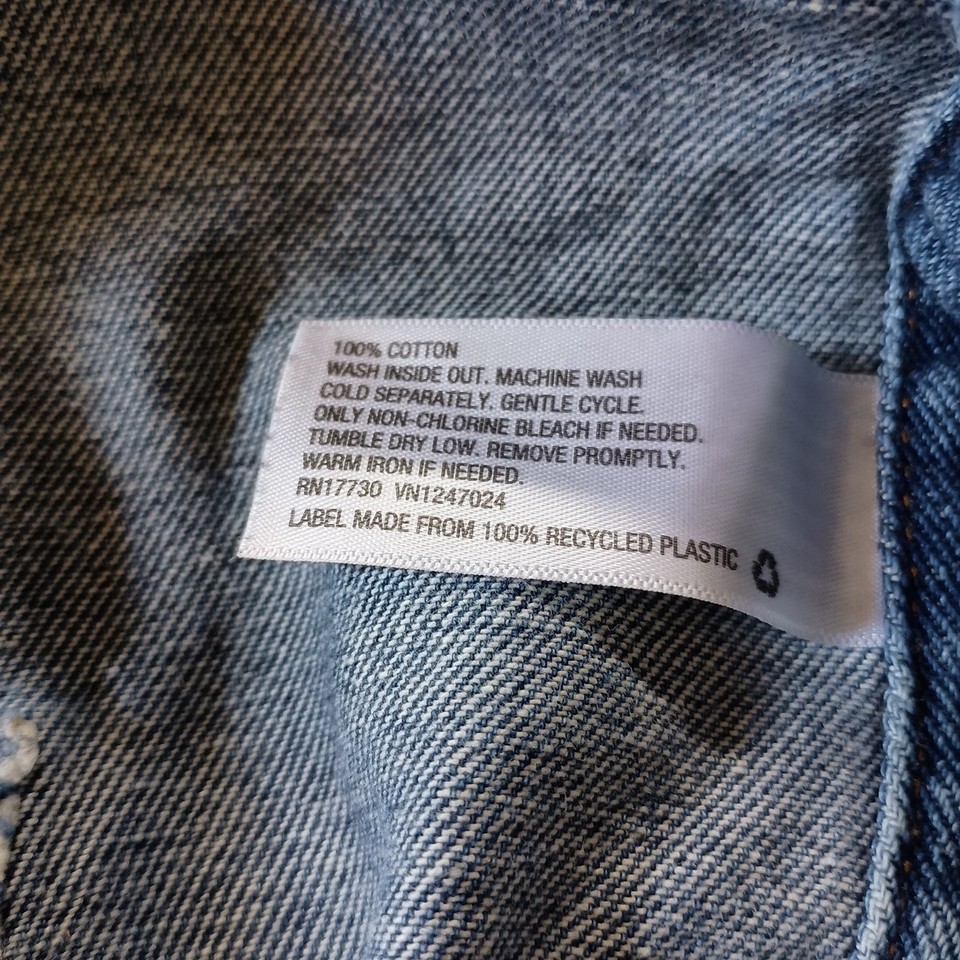 100% COTTON
WASH INSIDE OUT. MACHINE WASH
COLD SEPARATELY. GENTLE CYCLE.
ONLY NON-CHLORINE BLEACH IF NEEDED.
TUMBLE DRY LOW. REMOVE PROMPTLY.
WARM IRON IF NEEDED.
RN17730 VN1247024
LABEL MADE FROM 100% RECYCLED PLASTIC